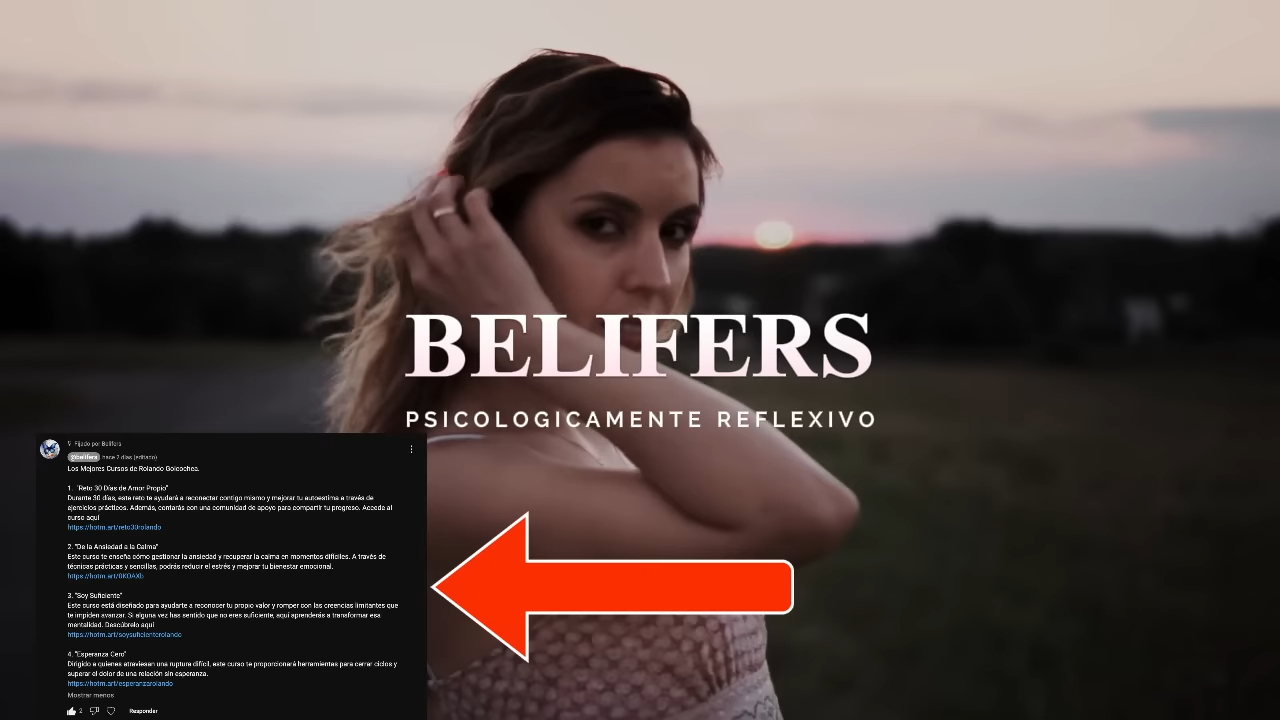 BELIFERS
PSICOLOGICAMENTE REFLEXIVO
Fijado por Belifers
@belifers hace 2 días (editado)
Los Mejores Cursos de Rolando Goicochea.
1. "Reto 30 Días de Amor Propio"
Durante 30 días, este reto te ayudará a reconectar contigo mismo y mejorar tu autoestima a través de
ejercicios prácticos. Además, contarás con una comunidad de apoyo para compartir tu progreso. Accede al
curso aquí
https://hotm.art/reto30rolando
2. "De la Ansiedad a la Calma"
Este curso te enseña cómo gestionar la ansiedad y recuperar la calma en momentos difíciles. A través de
técnicas prácticas y sencillas, podrás reducir el estrés y mejorar tu bienestar emocional.
https://hotm.art/0KOAXb
3. "Soy Suficiente"
Este curso está diseñado para ayudarte a reconocer tu propio valor y romper con las creencias limitantes que
te impiden avanzar. Si alguna vez has sentido que no eres suficiente, aquí aprenderás a transformar esa
mentalidad. Descúbrelo aquí
https://hotm.art/soysuficienterolando
4. "Esperanza Cero"
Dirigido a quienes atraviesan una ruptura difícil, este curso te proporcionará herramientas para cerrar ciclos y
superar el dolor de una relación sin esperanza.
https://hotm.art/esperanzarolando
Mostrar menos
2 Responder